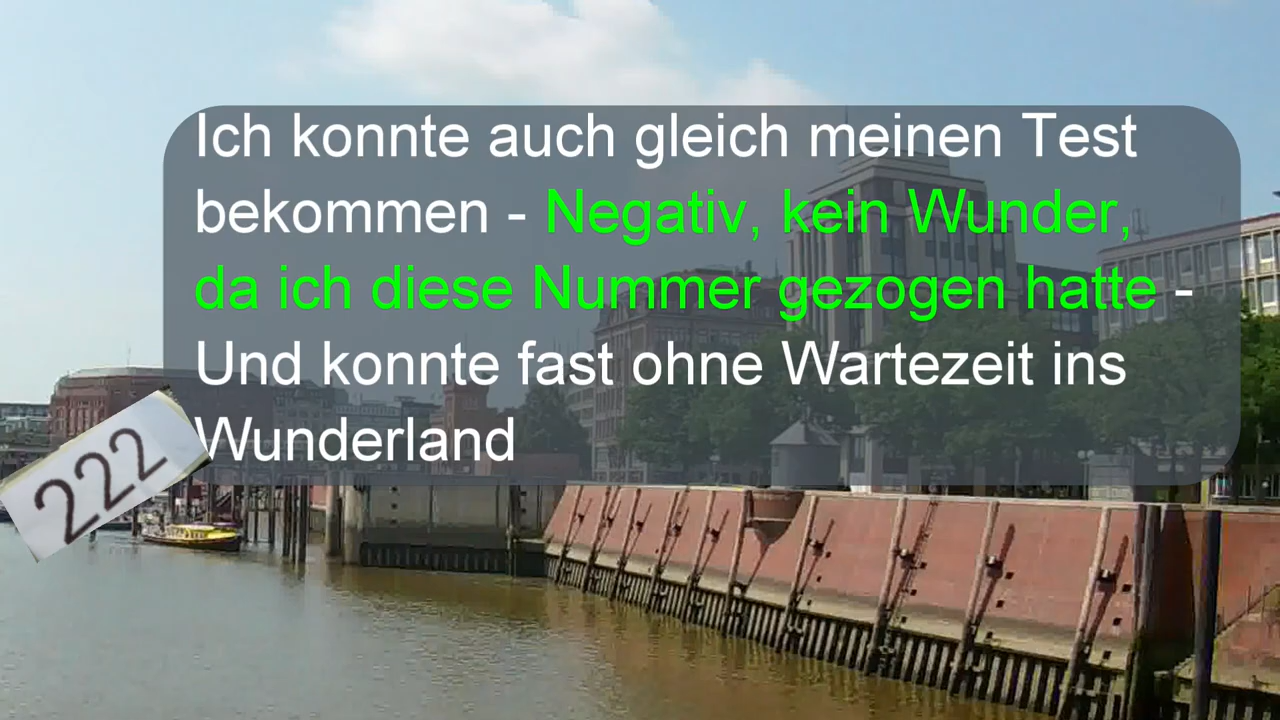 Ich konnte auch gleich meinen Test
bekommen - Negativ, kein Wunder,
da ich diese Nummer gezogen hatte -
Und konnte fast ohne Wartezeit ins
Wunderland
222